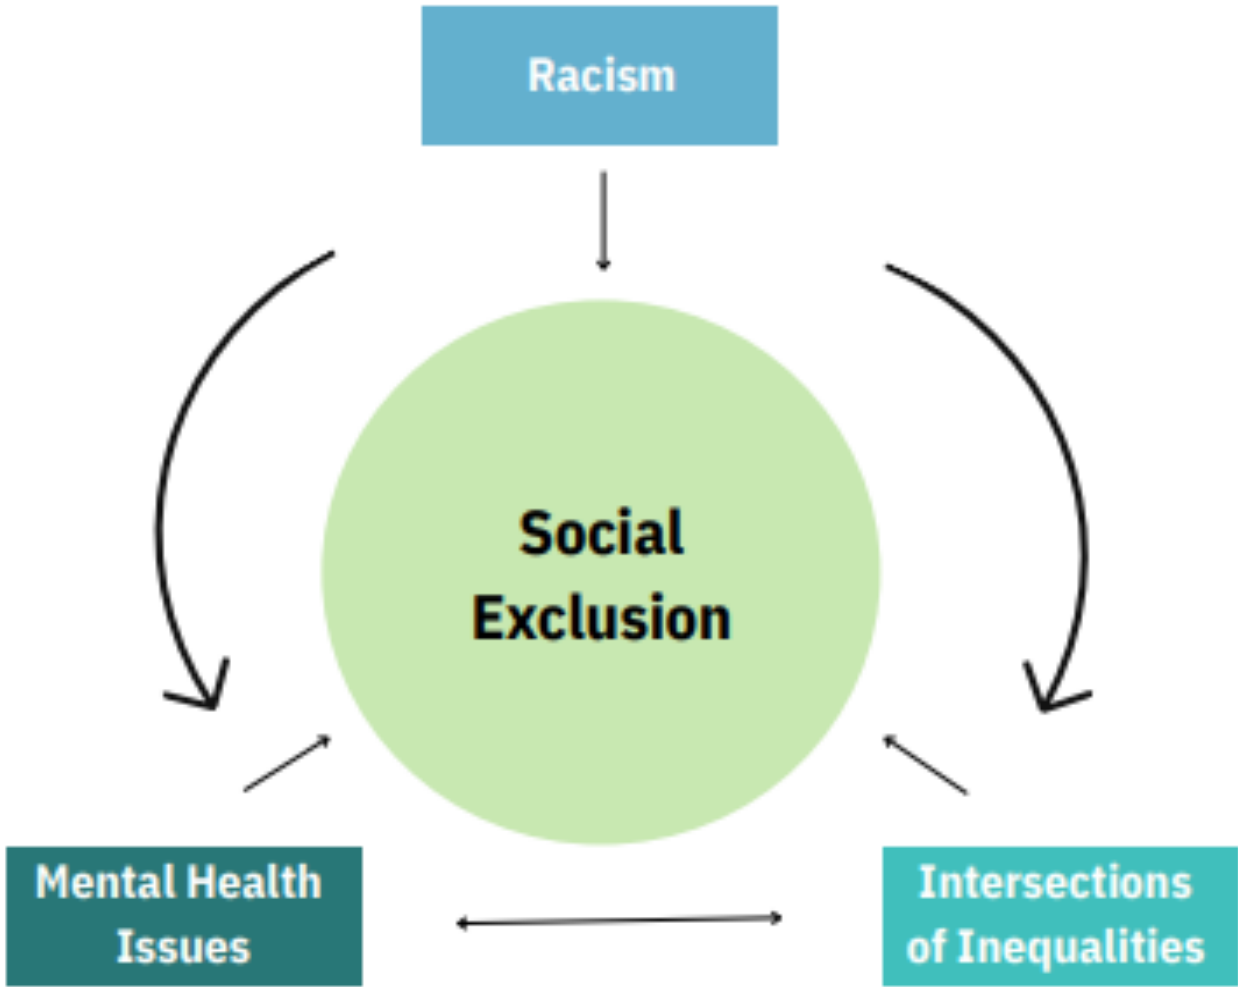 Racism
Social
Exclusion
Mental Health
Issues
Intersections
of Inequalities